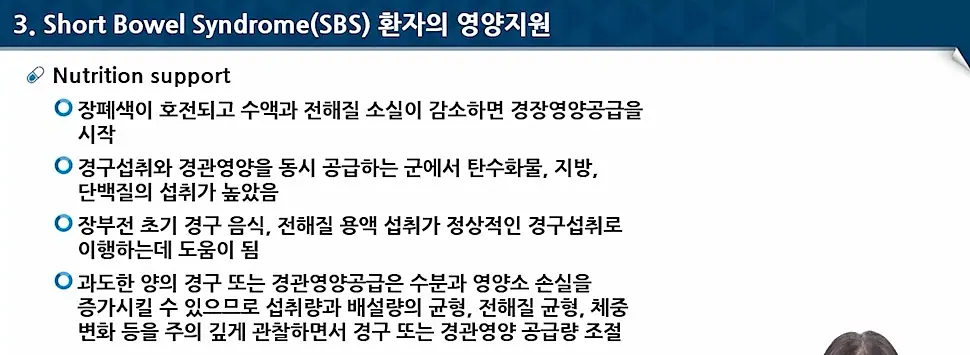 3. Short Bowel Syndrome(SBS) 환자의 영양지원
Nutrition support
장폐색이 호전되고 수액과 전해질 소실이 감소하면 경장영양공급을
시작
경구섭취와 경관영양을 동시 공급하는 군에서 탄수화물, 지방,
단백질의 섭취가 높았음
장부전 초기 경구 음식, 전해질 용액 섭취가 정상적인 경구섭취로
이행하는데 도움이 됨
과도한 양의 경구 또는 경관영양공급은 수분과 영양소 손실을
증가시킬 수 있으므로 섭취량과 배설량의 균형, 전해질 균형, 체중
변화 등을 주의 깊게 관찰하면서 경구 또는 경관영양 공급량 조절